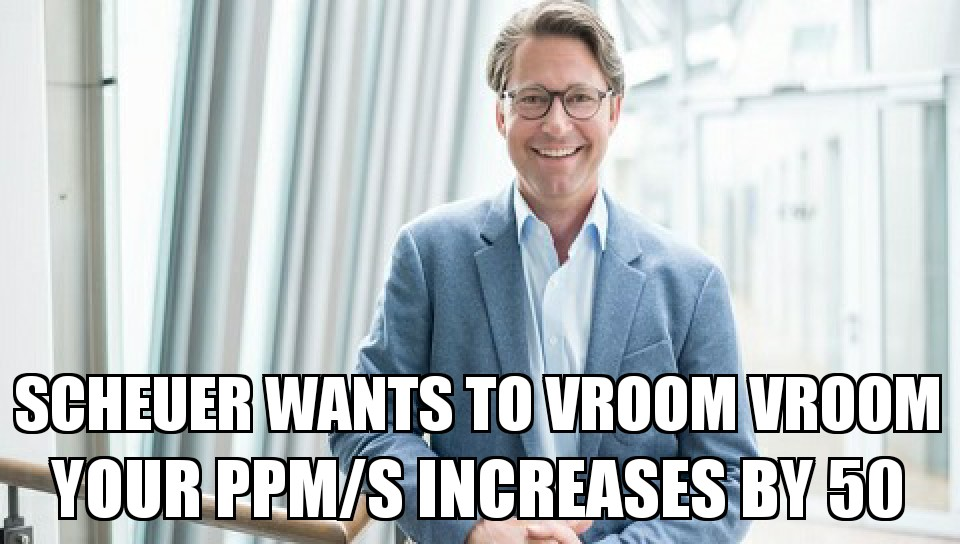 SCHEUER WANTS TO VROOM VROOM
YOUR PPM/S INCREASES BY 50